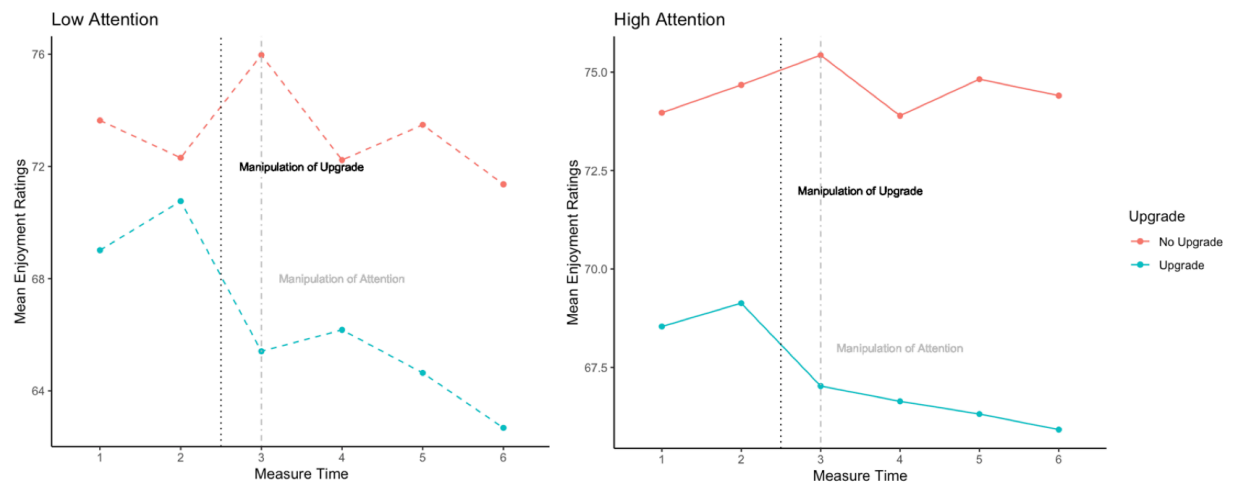 Low Attention
Mean Enjoyment Ratings
76
72
68
64
Manipulation of Upgrade
Manipulation of Attention
1 2 3 4 5 6
Measure Time
High Attention
Mean Enjoyment Ratings
75.0
72.5
70.0
67.5
Manipulation of Upgrade
Manipulation of Attention
1 2 3 4 5 6
Measure Time
Upgrade
No Upgrade
Upgrade